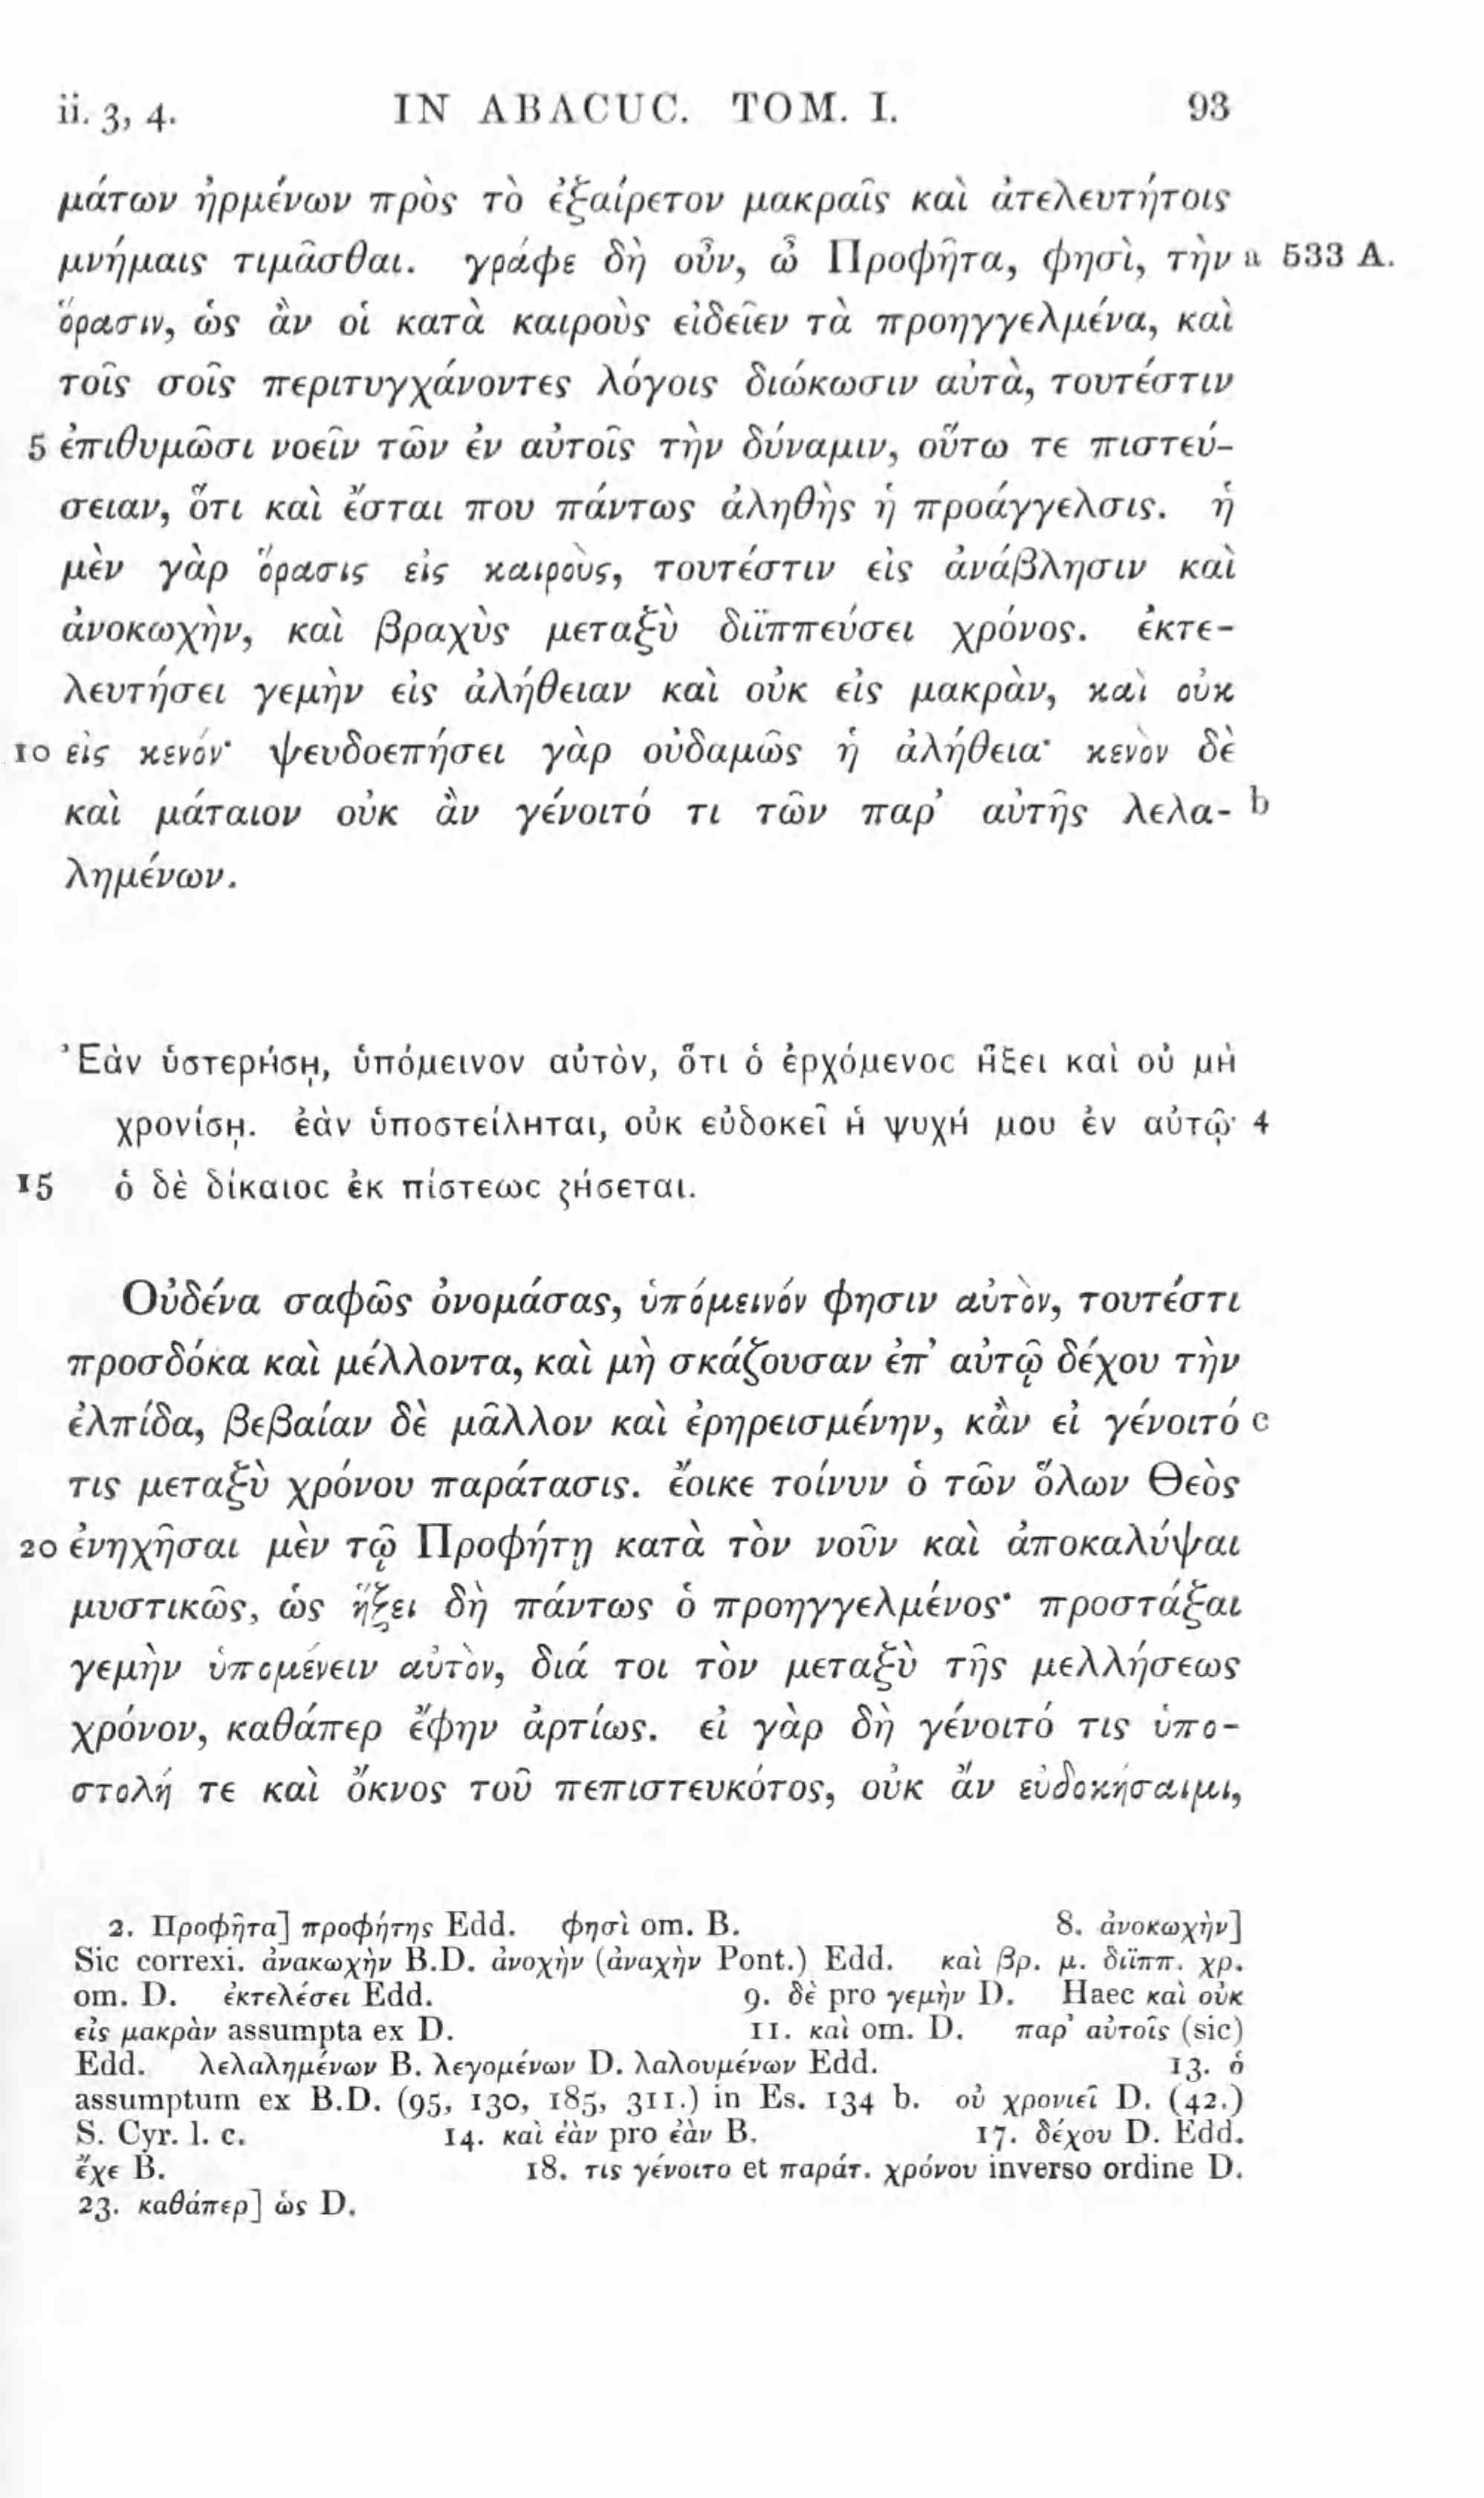 ii. 3, 4. IN ABACUC. TOM. I. 93
μάτων ἠρμένων πρὸς τὸ ἐξαίρετον μακραῖς καὶ ἀτελευτήτοις
μνήμαις τιμᾶσθαι. γράφε δὴ οὖν, ὦ Προφῆτα, φησὶ, τὴν a 533 A.
ὅρασιν, ὡς ἂν οἱ κατὰ καιροὺς εἰδεῖεν τὰ προηγγελμένα, καὶ
τοῖς σοῖς περιτυγχάνοντες λόγοις διώκωσιν αὐτὰ, τουτέστιν
5 ἐπιθυμῶσι νοεῖν τῶν ἐν αὐτοῖς τὴν δύναμιν, οὕτω τε πιστεύ-
σειαν, ὅτι καὶ ἔσται που πάντως ἀληθὴς ἡ προάγγελσις. ἡ
μὲν γὰρ ὅρασις εἰς καιροὺς, τουτέστιν εἰς ἀνάβλησιν καὶ
ἀνοκωχὴν, καὶ βραχὺς μεταξὺ διϊππεύσει χρόνος. ἐκτε-
λευτήσει γεμὴν εἰς ἀλήθειαν καὶ οὐκ εἰς μακρὰν, καὶ οὐκ
10 εἰς κενόν· ψευδοεπήσει γὰρ οὐδαμῶς ἡ ἀλήθεια· κενὸν δὲ
καὶ μάταιον οὐκ ἂν γένοιτό τι τῶν παρ’ αὐτῆς λελα- b
λημένων.
Ἐὰν ὑστερήσῃ, ὑπόμεινον αὐτὸν, ὅτι ὁ ἐρχόμενος ἥξει καὶ οὐ μὴ
χρονίσῃ. ἐὰν ὑποστείληται, οὐκ εὐδοκεῖ ἡ ψυχή μου ἐν αὐτῷ· 4
15 ὁ δὲ δίκαιος ἐκ πίστεως ζήσεται.
Οὐδένα σαφῶς ὀνομάσας, ὑπόμεινόν φησιν αὐτὸν, τουτέστι
προσδόκα καὶ μέλλοντα, καὶ μὴ σκάζουσαν ἐπ’ αὐτῷ δέχου τὴν
ἐλπίδα, βεβαίαν δὲ μᾶλλον καὶ ἐρηρεισμένην, κἂν εἰ γένοιτό c
τις μεταξὺ χρόνου παράτασις. ἔοικε τοίνυν ὁ τῶν ὅλων Θεὸς
20 ἐνηχῆσαι μὲν τῷ Προφήτῃ κατὰ τὸν νοῦν καὶ ἀποκαλύψαι
μυστικῶς, ὡς ἥξει δὴ πάντως ὁ προηγγελμένος· προστάξαι
γεμὴν ὑπομένειν αὐτὸν, διά τοι τὸν μεταξὺ τῆς μελλήσεως
χρόνον, καθάπερ ἔφην ἀρτίως. εἰ γὰρ δὴ γένοιτό τις ὑπο-
στολή τε καὶ ὄκνος τοῦ πεπιστευκότος, οὐκ ἂν εὐδοκήσαιμι,
2. Προφῆτα] προφήτης Edd. φησὶ om. B. 8. ἀνοκωχὴν]
Sic correxi. ἀνακωχὴν B.D. ἀνοχὴν (ἀναχὴν Pont.) Edd. καὶ βρ. μ. διϊππ. χρ.
om. D. ἐκτελέσει Edd. 9. δὲ pro γεμὴν D. Haec καὶ οὐκ
εἰς μακρὰν assumpta ex D. 11. καὶ om. D. παρ’ αὐτοῖς (sic)
Edd. λελαλημένων B. λεγομένων D. λαλουμένων Edd. 13. ὁ
assumptum ex B.D. (95, 130, 185, 311.) in Es. 134 b. οὐ χρονιεῖ D. (42.)
S. Cyr. l. c. 14. καὶ ἐὰν pro ἐὰν B. 17. δέχου D. Edd.
ἔχε B. 18. τις γένοιτο et παράτ. χρόνου inverso ordine D.
23. καθάπερ] ὡς D.